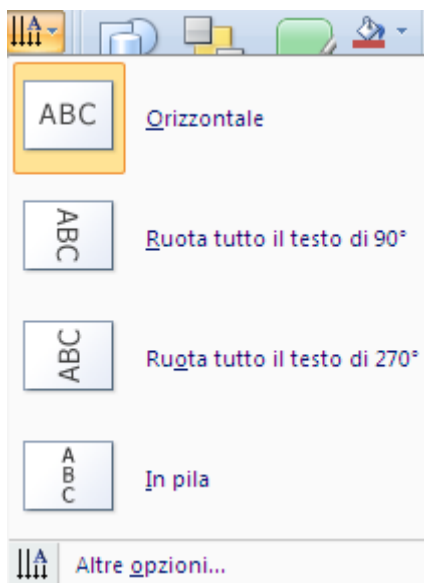 A
ABC
Orizzontale
ABC
Ruota tutto il testo di 90°
ABC
Ruota tutto il testo di 270°
A
B
C
In pila
A
Altre opzioni...